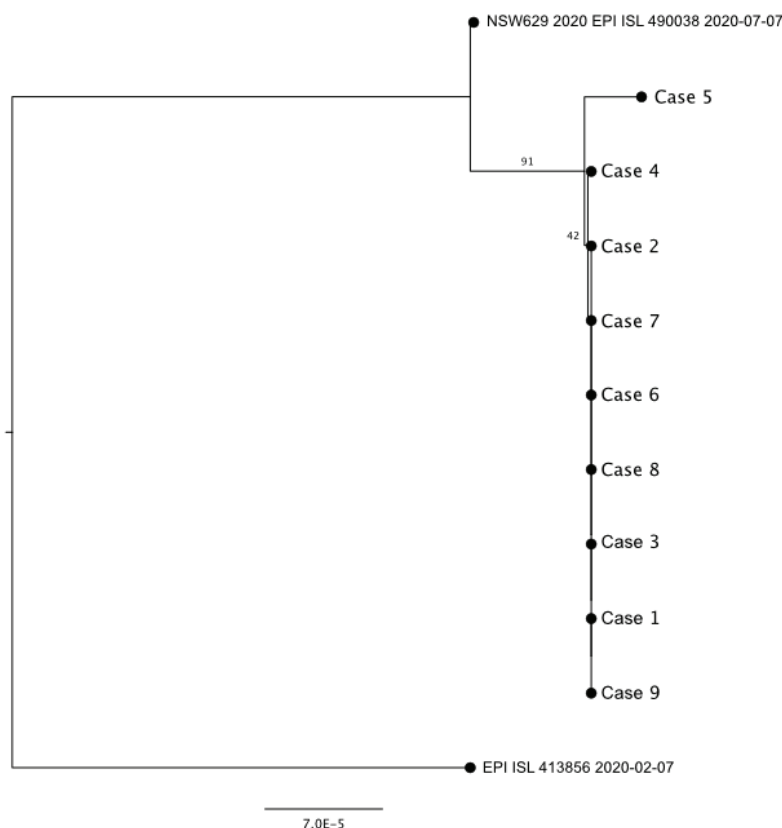 NSW629 2020 EPI ISL 490038 2020-07-07
Case 5
91
Case 4
42
Case 2
Case 7
Case 6
Case 8
Case 3
Case 1
Case 9
EPI ISL 413856 2020-02-07
7.0E-5